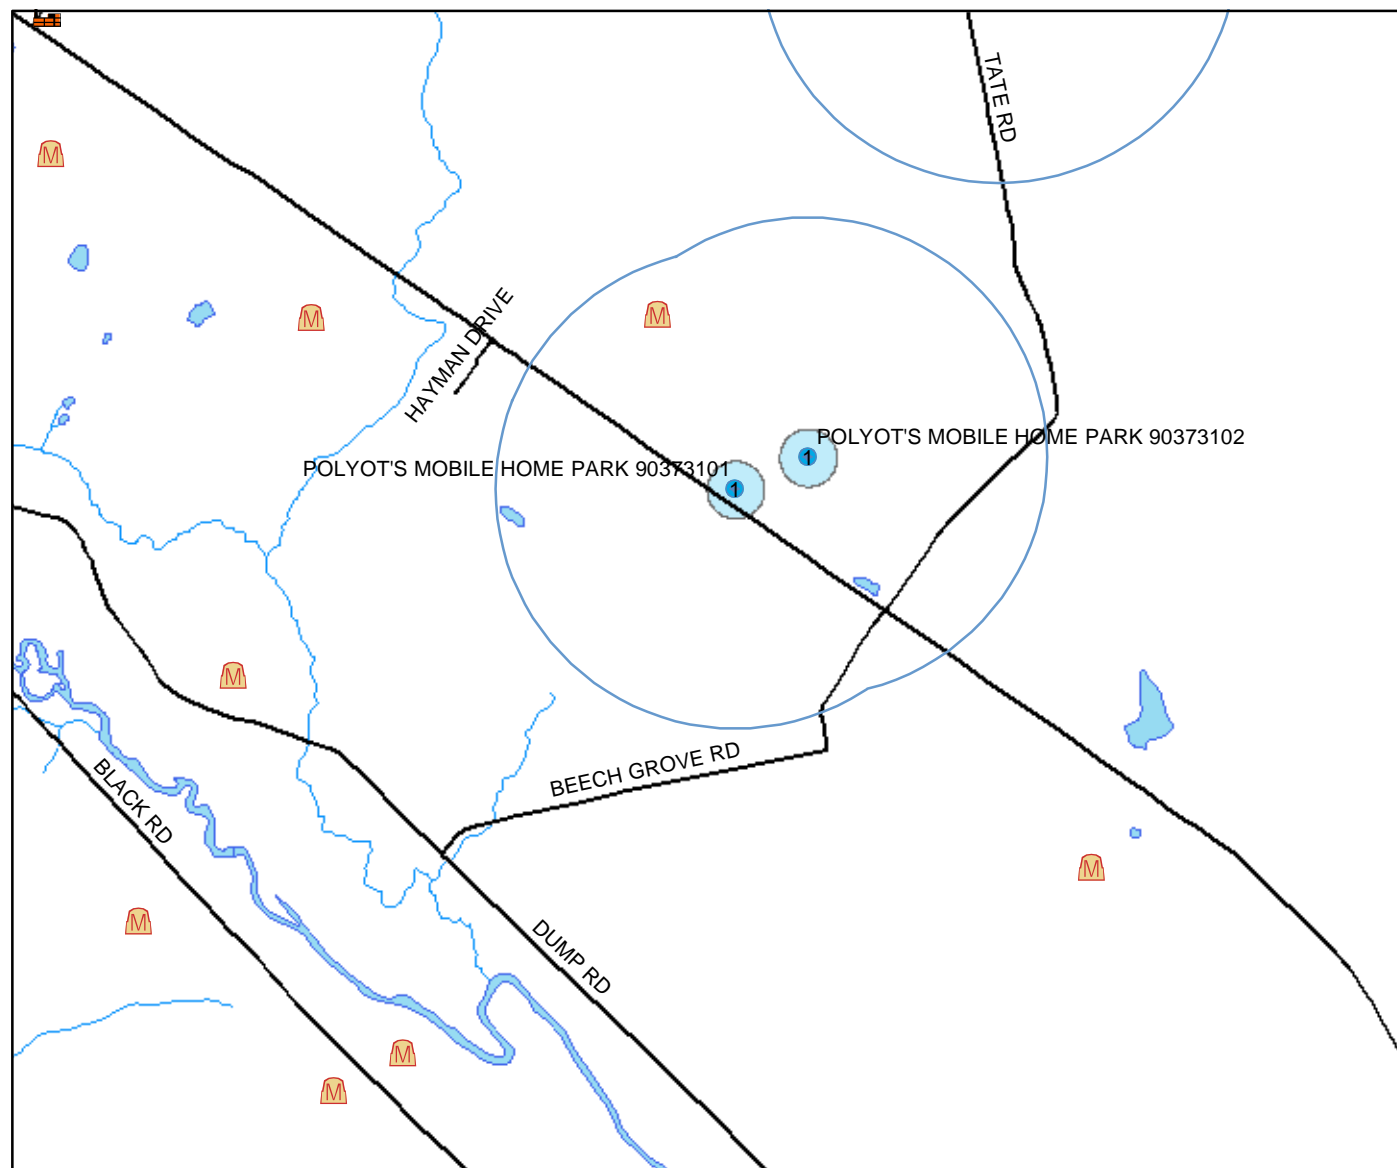 TATE RD
M
HAYMAN DRIVE
M
M
POLYOT'S MOBILE HOME PARK 90373102
1
POLYOT'S MOBILE HOME PARK 90373101
1
M
BEECH GROVE RD
BLACK RD
M
M
DUMP RD
M
M